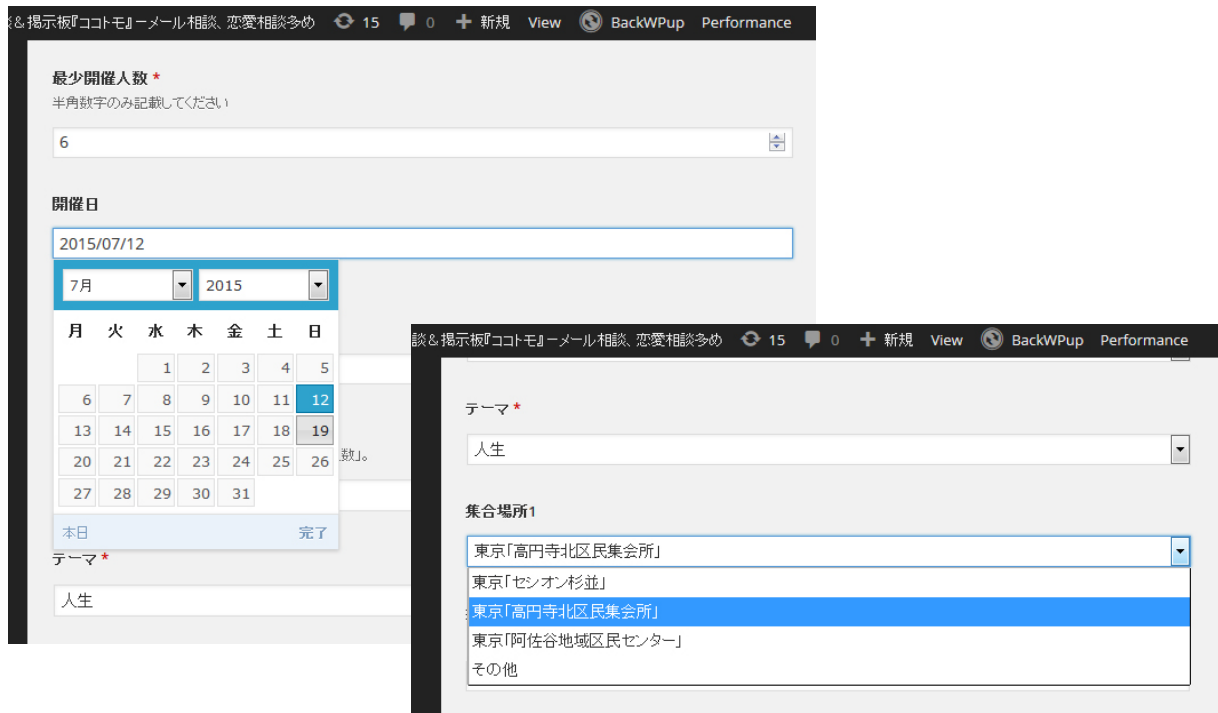 &掲示板『ココトモ』ーメール相談、恋愛相談多め 15 0 新規 View BackWPup Performance
最少開催人数 *
半角数字のみ記載してください
6
開催日
2015/07/12
7月 2015
月 火 水 木 金 土 日
1 2 3 4 5
6 7 8 9 10 11 12
13 14 15 16 17 18 19
20 21 22 23 24 25 26
27 28 29 30 31
数」。
本日 完了
テーマ *
人生
談&掲示板『ココトモ』ーメール相談、恋愛相談多め 15 0 新規 View BackWPup Performance
テーマ *
人生
集合場所1
東京「高円寺北区民集会所」
東京「セシオン杉並」
東京「高円寺北区民集会所」
東京「阿佐谷地域区民センター」
その他